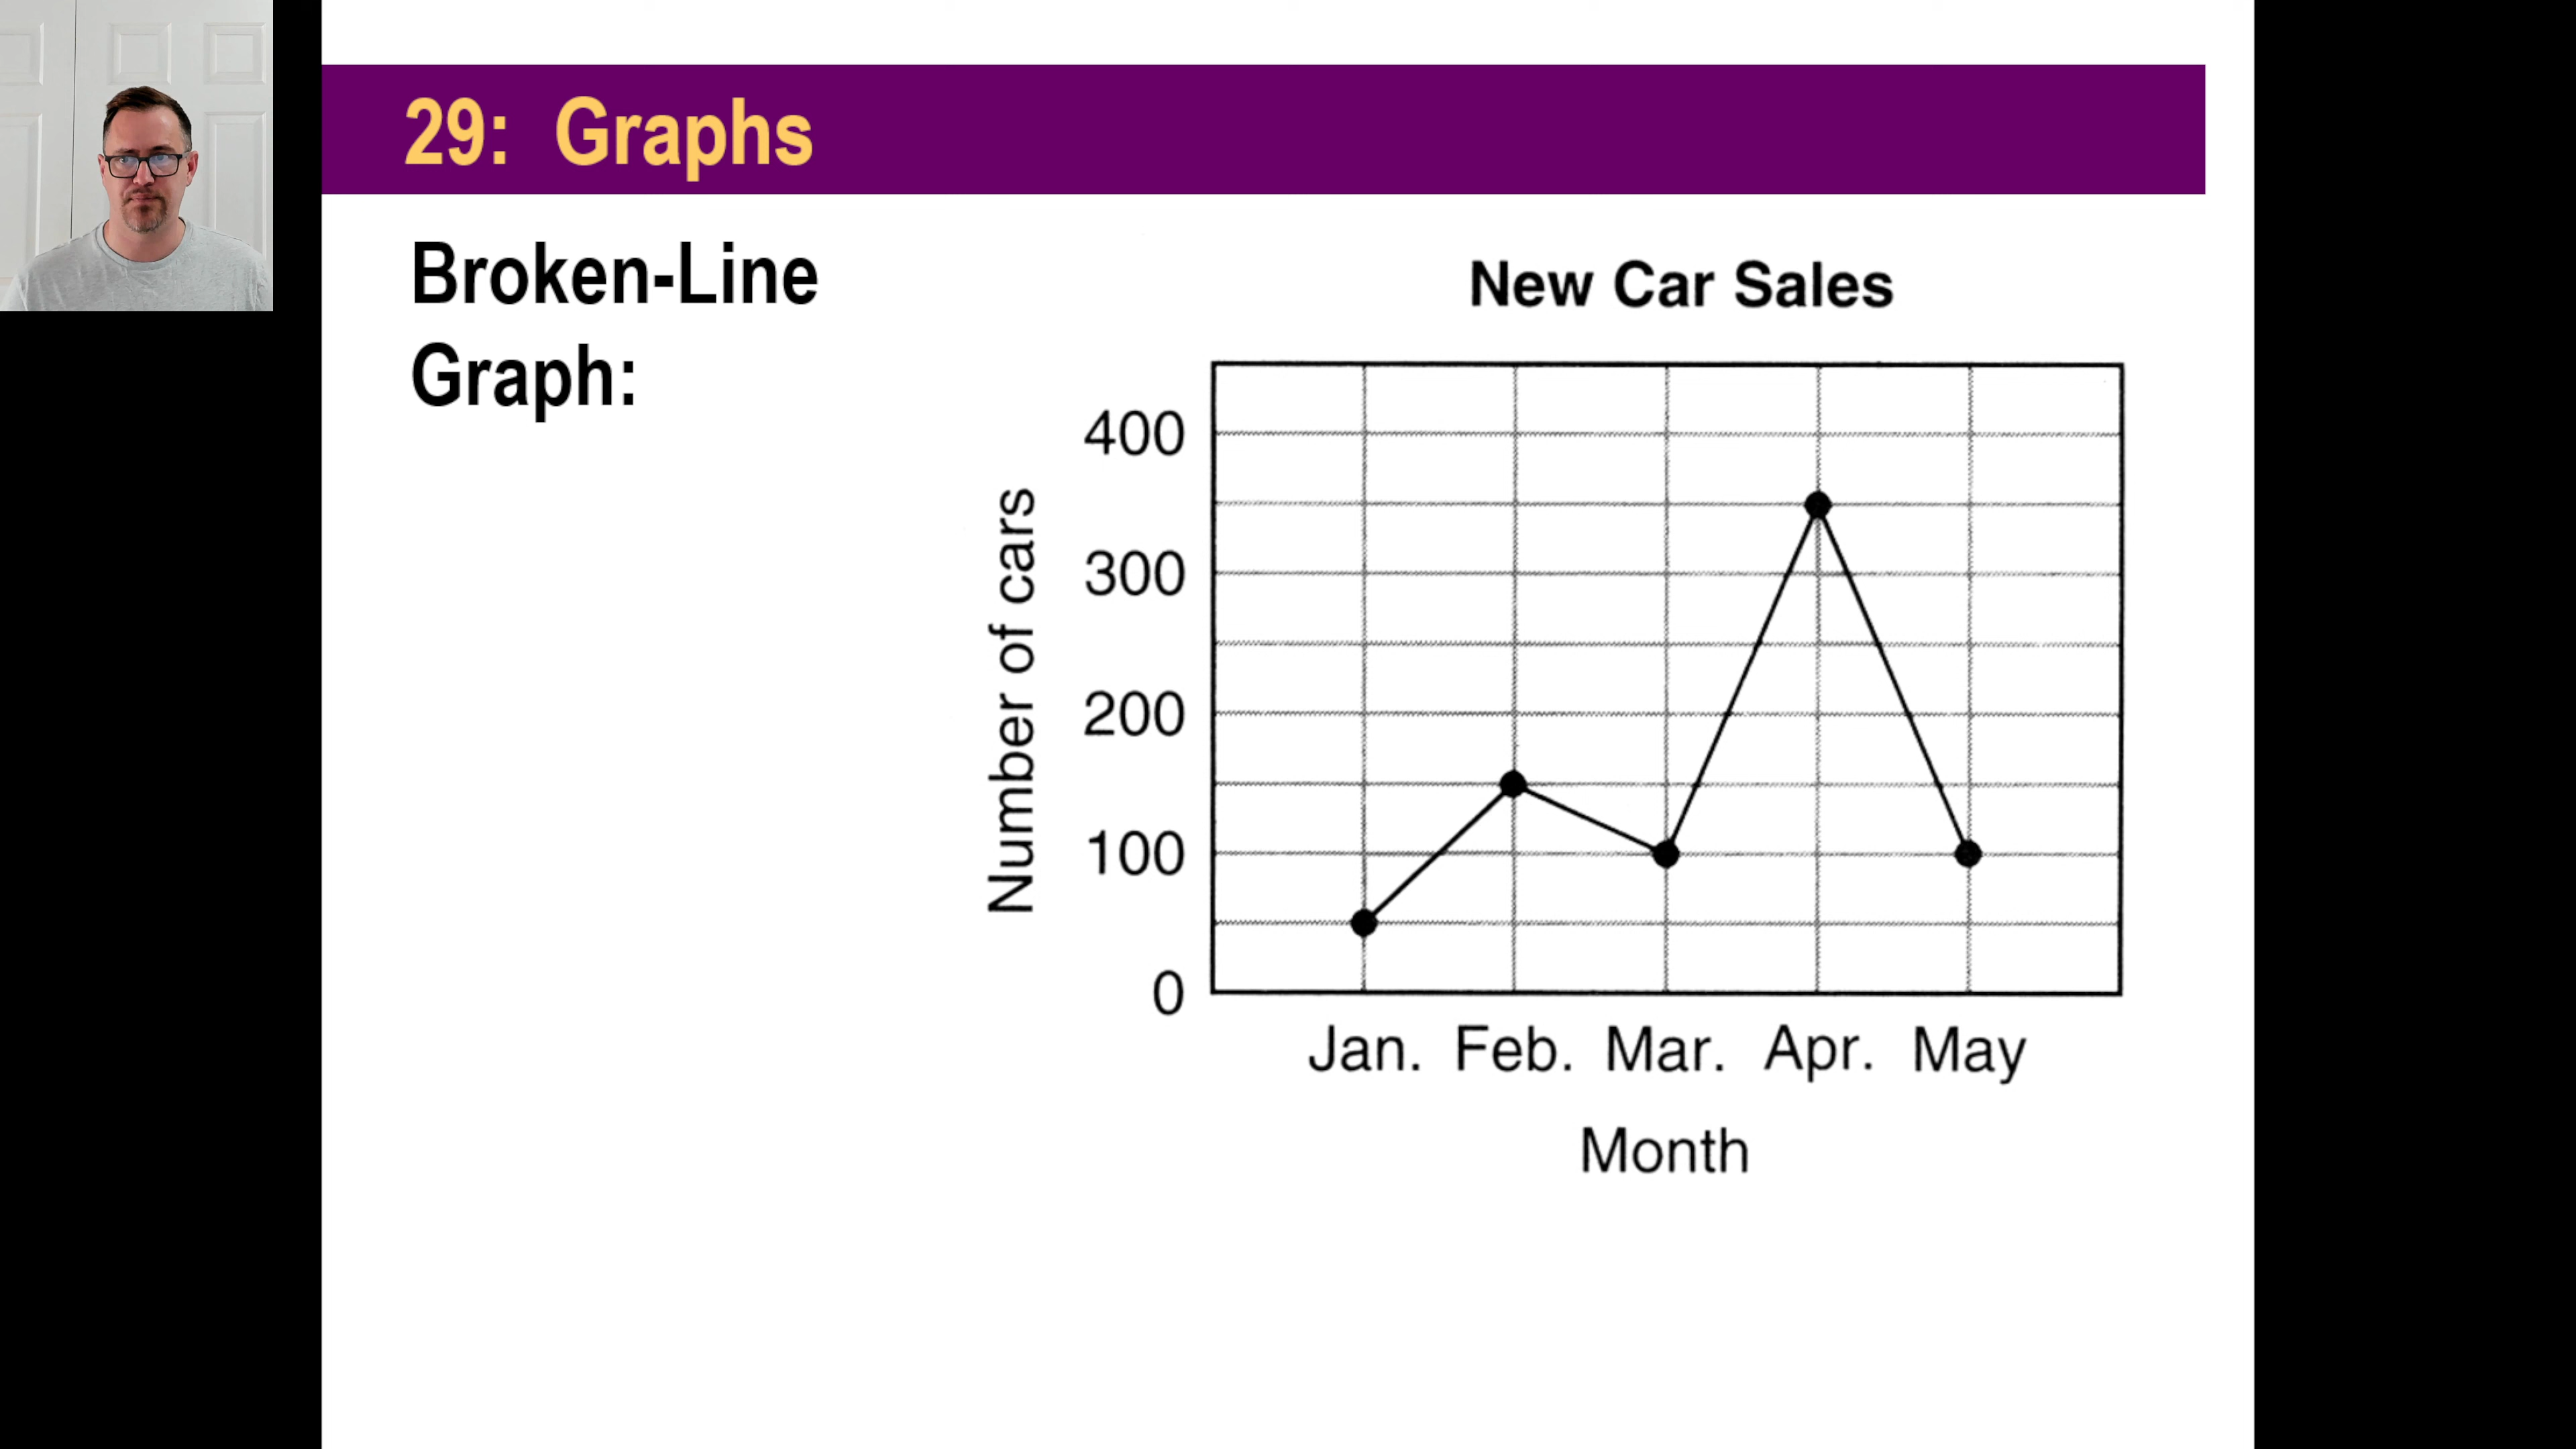 29: Graphs
Broken-Line
Graph:
New Car Sales
Number of cars
400
300
200
100
0
Jan. Feb. Mar. Apr. May
Month